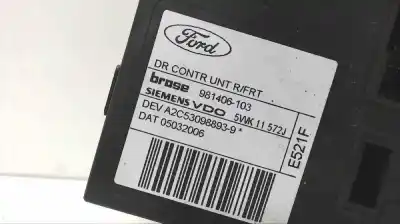 Ford
DR CONTR UNT R/FRT
brose 981406-103
SIEMENS VDO 5WK 11 572J
DEV A2C53098893-9 *
DAT 05032006
E521F